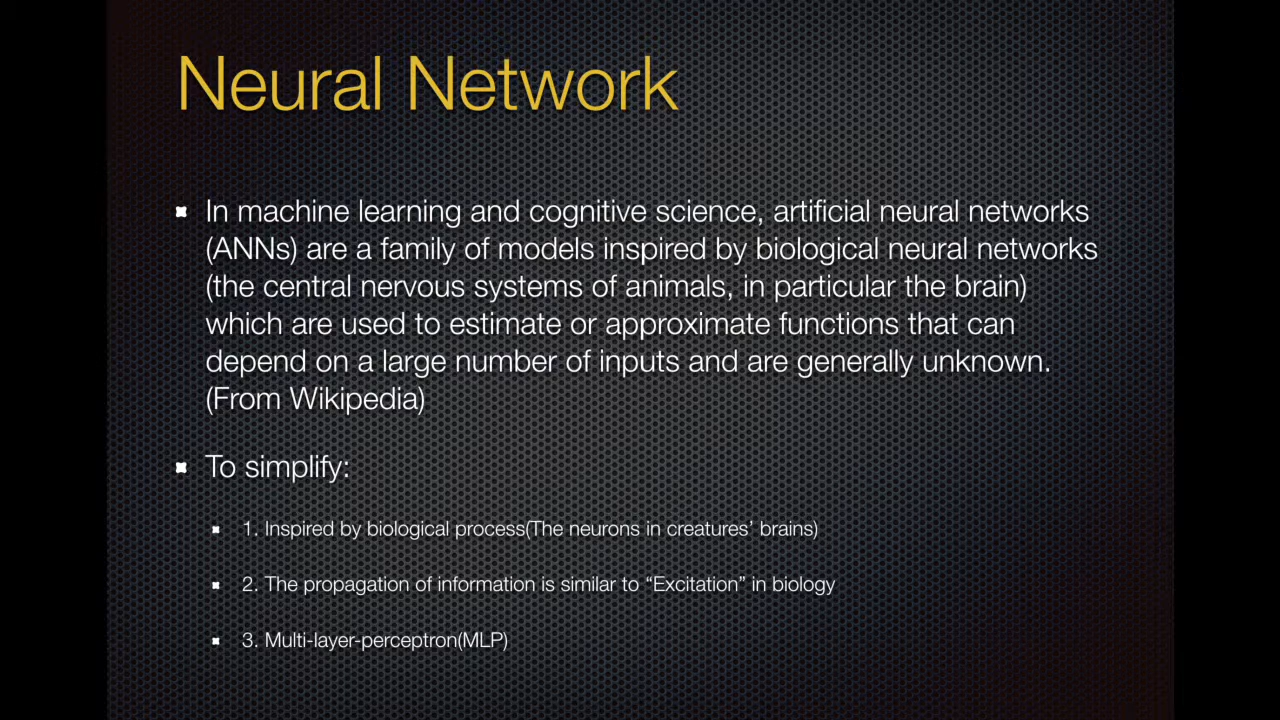 Neural Network
In machine learning and cognitive science, artificial neural networks
(ANNs) are a family of models inspired by biological neural networks
(the central nervous systems of animals, in particular the brain)
which are used to estimate or approximate functions that can
depend on a large number of inputs and are generally unknown.
(From Wikipedia)
To simplify:
1. Inspired by biological process(The neurons in creatures’ brains)
2. The propagation of information is similar to “Excitation” in biology
3. Multi-layer-perceptron(MLP)